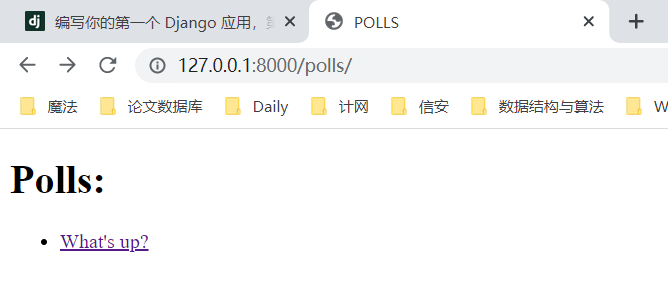 dj 编写你的第一个 Django 应用,
POLLS
127.0.0.1:8000/polls/
魔法 论文数据库 Daily 计网 信安 数据结构与算法 W
Polls:
What's up?